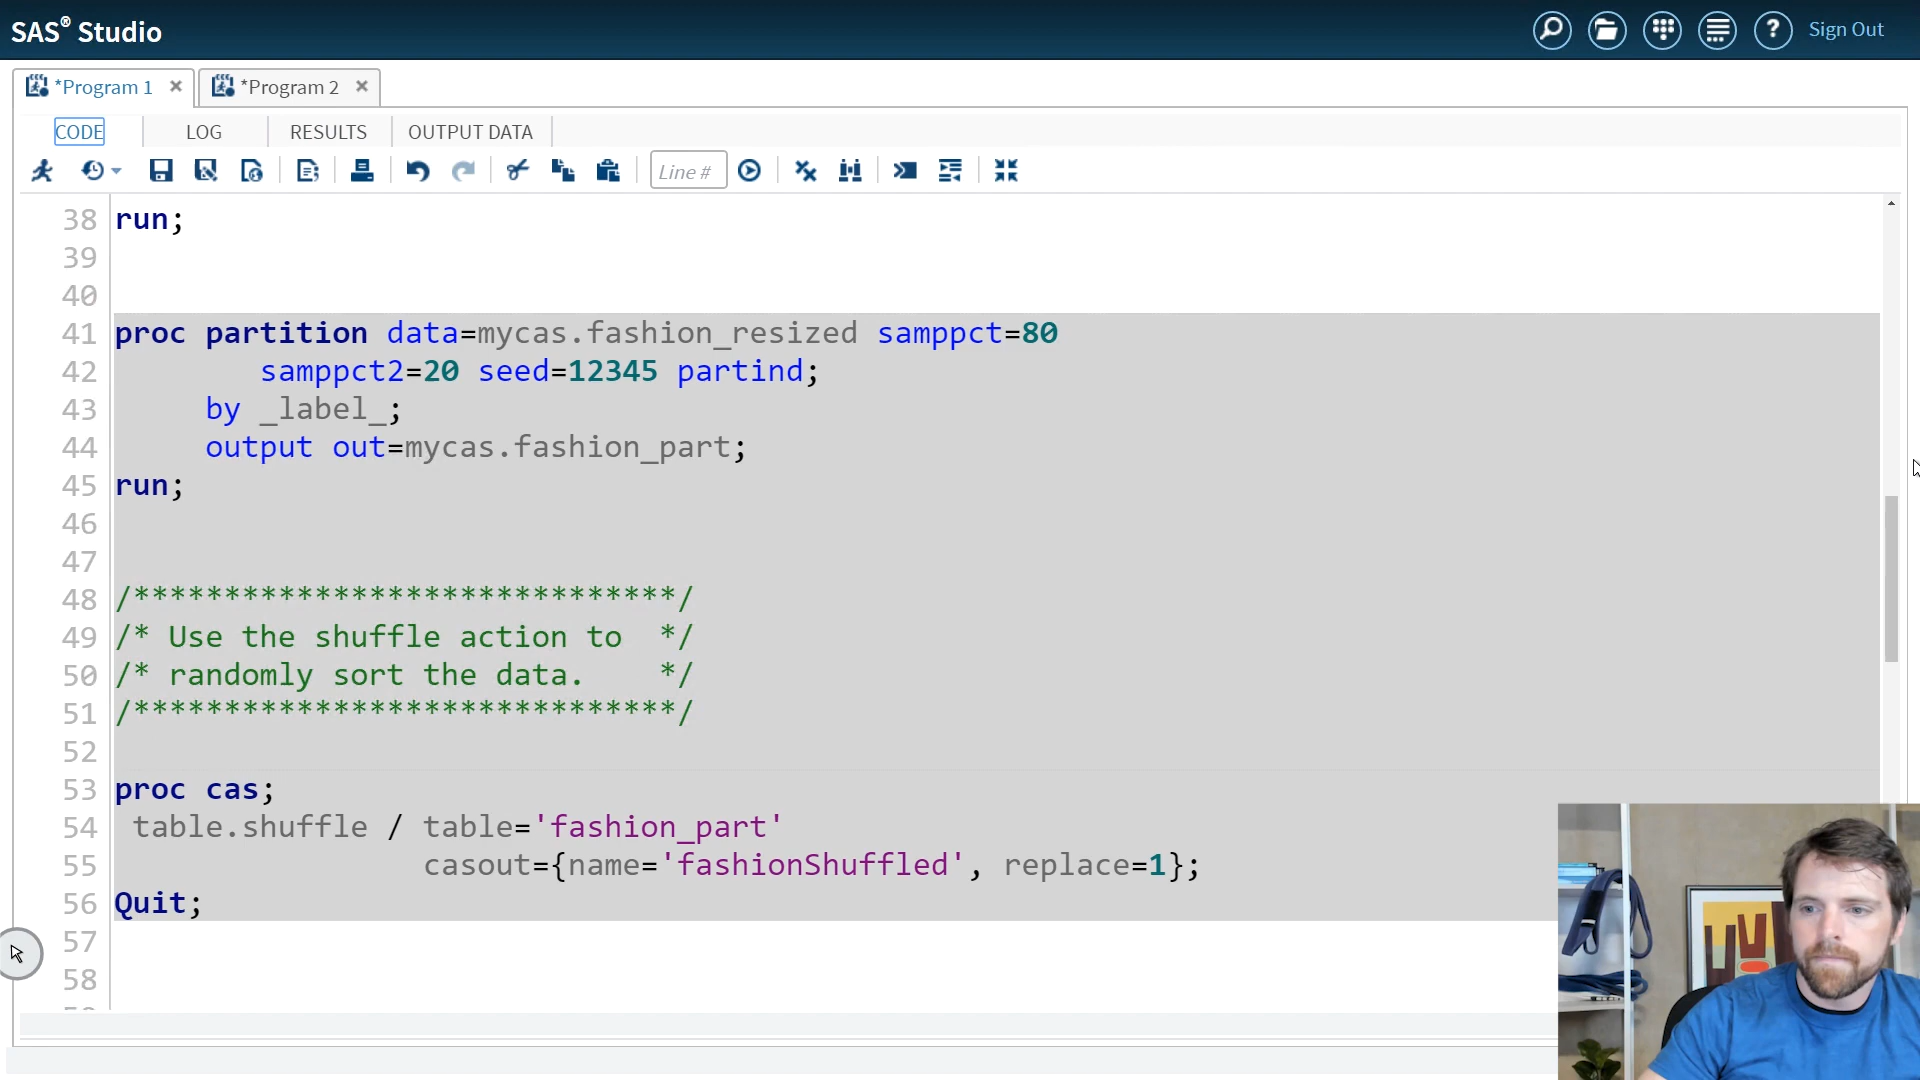 SAS® Studio
Sign Out
*Program 1
*Program 2
CODE
LOG
RESULTS
OUTPUT DATA
Line #
38 run;
39
40
41 proc partition data=mycas.fashion_resized samppct=80
42 samppct2=20 seed=12345 partind;
43 by _label_;
44 output out=mycas.fashion_part;
45 run;
46
47
48 /******************************/
49 /* Use the shuffle action to  */
50 /* randomly sort the data.    */
51 /******************************/
52
53 proc cas;
54 table.shuffle / table='fashion_part'
55 casout={name='fashionShuffled', replace=1};
56 Quit;
57
58